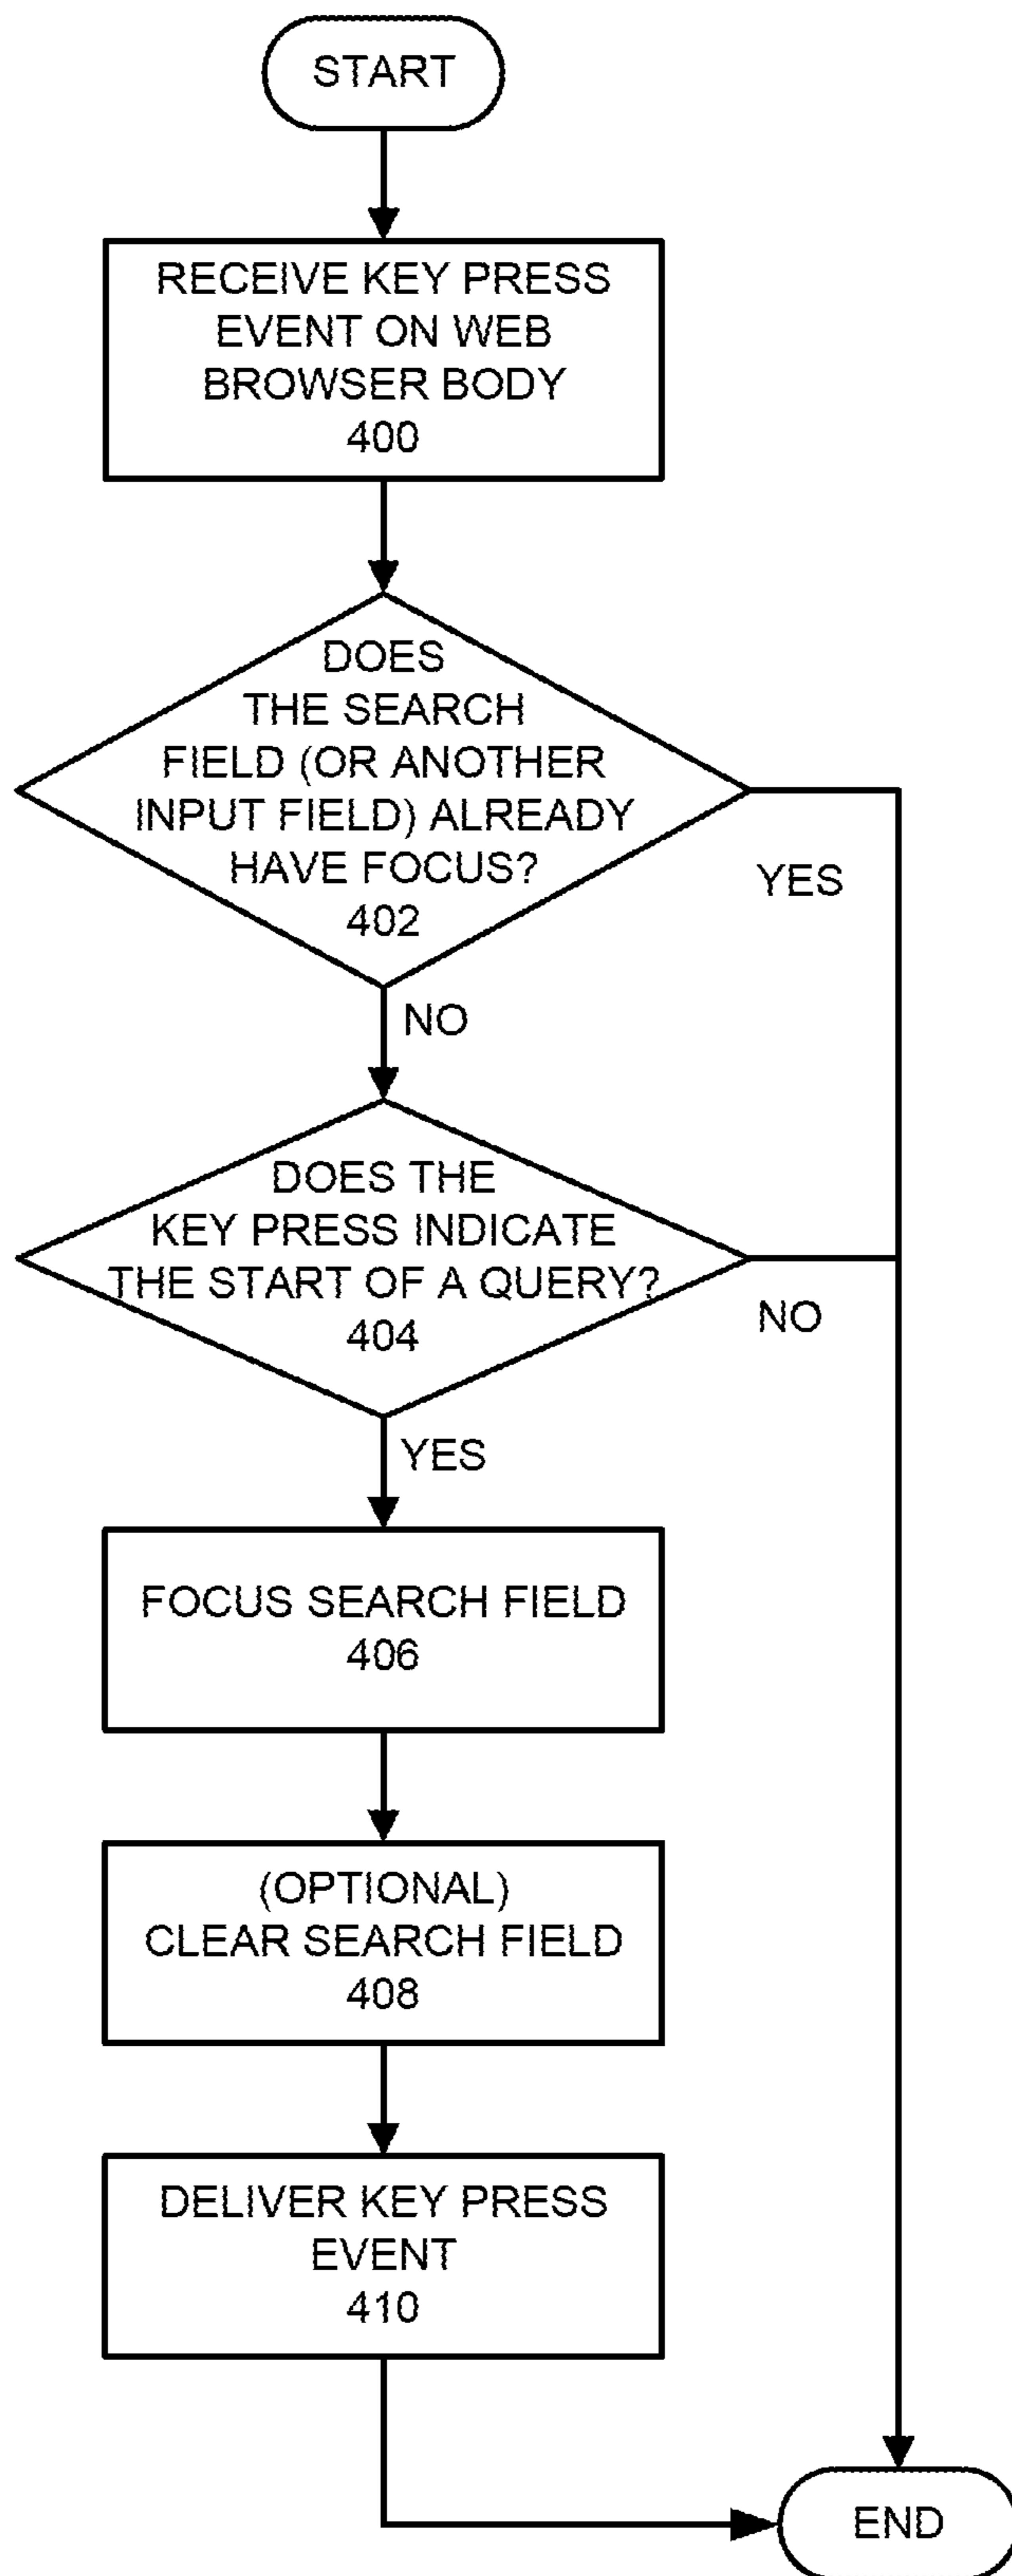 START
RECEIVE KEY PRESS
EVENT ON WEB
BROWSER BODY
400
DOES
THE SEARCH
FIELD (OR ANOTHER
INPUT FIELD) ALREADY
HAVE FOCUS?
402
YES
NO
DOES THE
KEY PRESS INDICATE
THE START OF A QUERY?
404
NO
YES
FOCUS SEARCH FIELD
406
(OPTIONAL)
CLEAR SEARCH FIELD
408
DELIVER KEY PRESS
EVENT
410
END